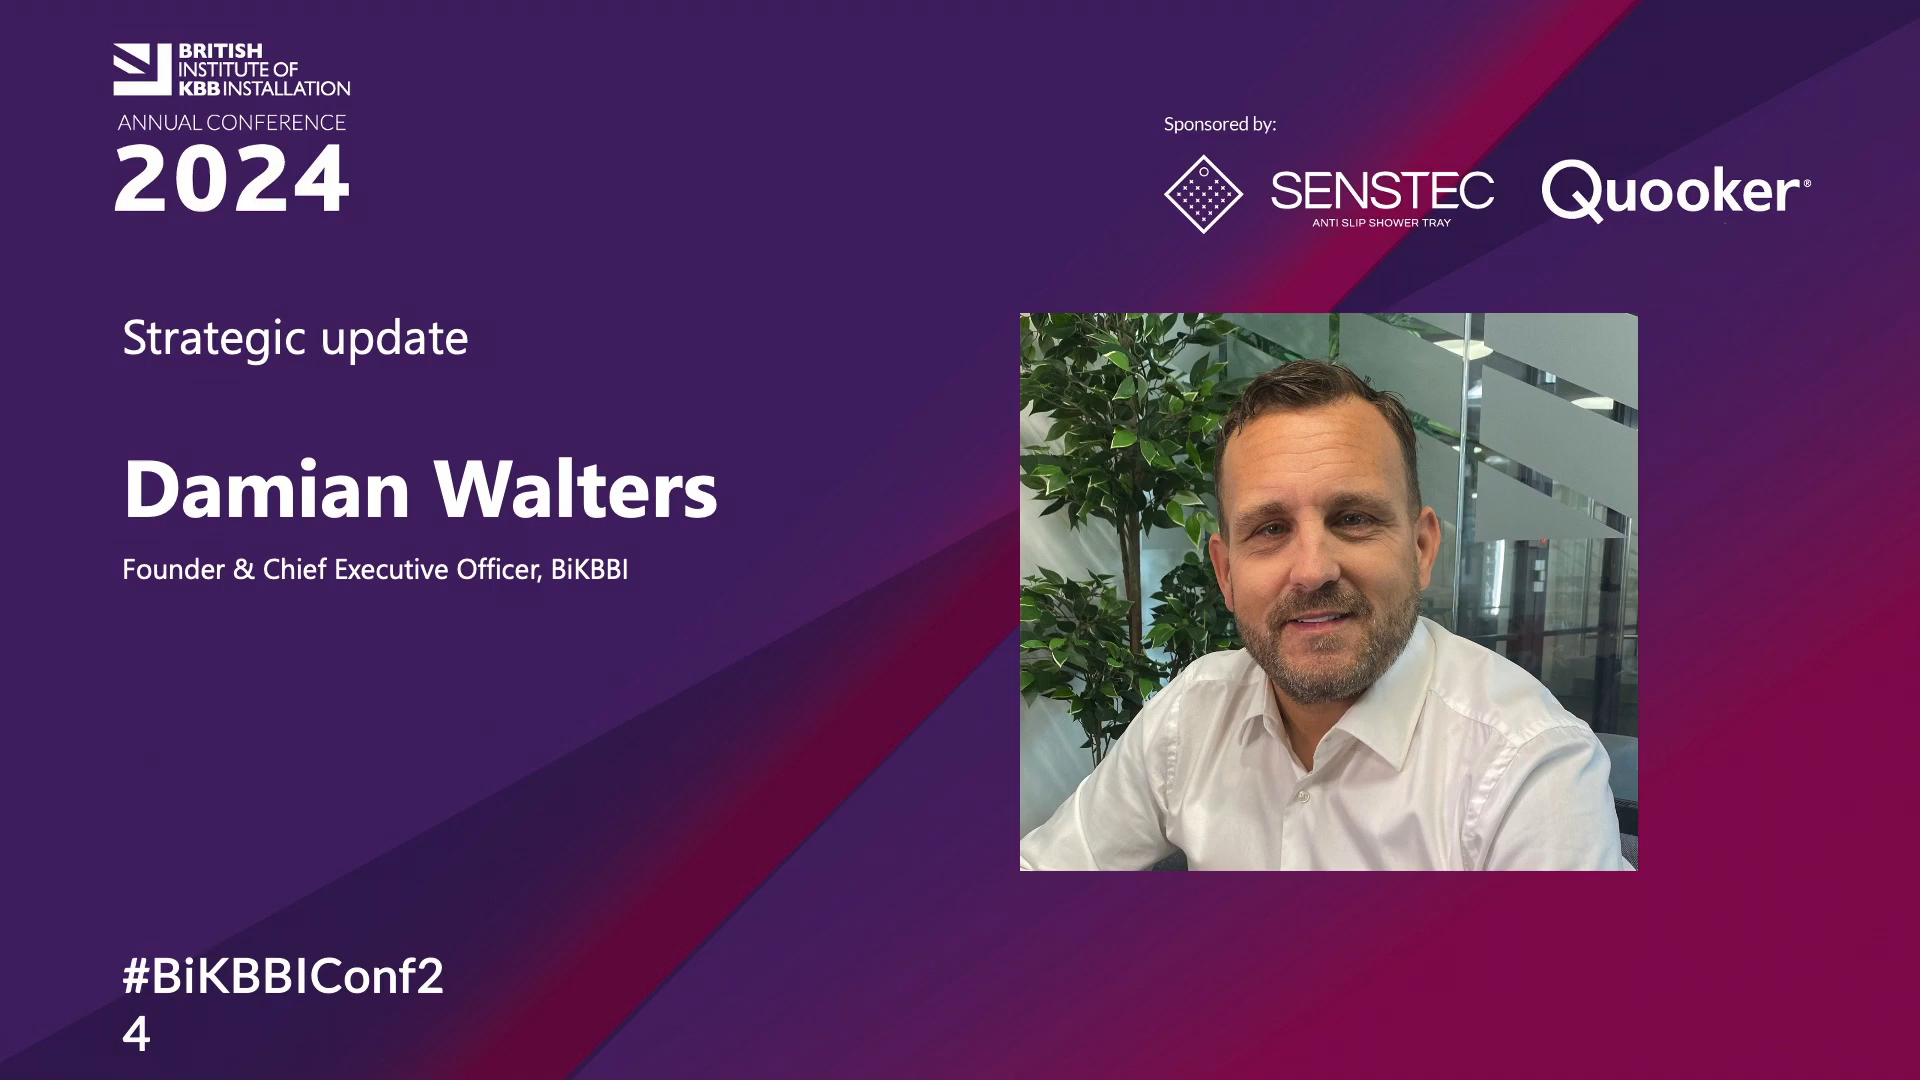 BRITISH
INSTITUTE OF
KBB INSTALLATION
ANNUAL CONFERENCE
2024
Sponsored by:
SENSTEC
ANTI SLIP SHOWER TRAY
Quooker®
Strategic update
Damian Walters
Founder & Chief Executive Officer, BiKBBI
#BiKBBIConf2
4